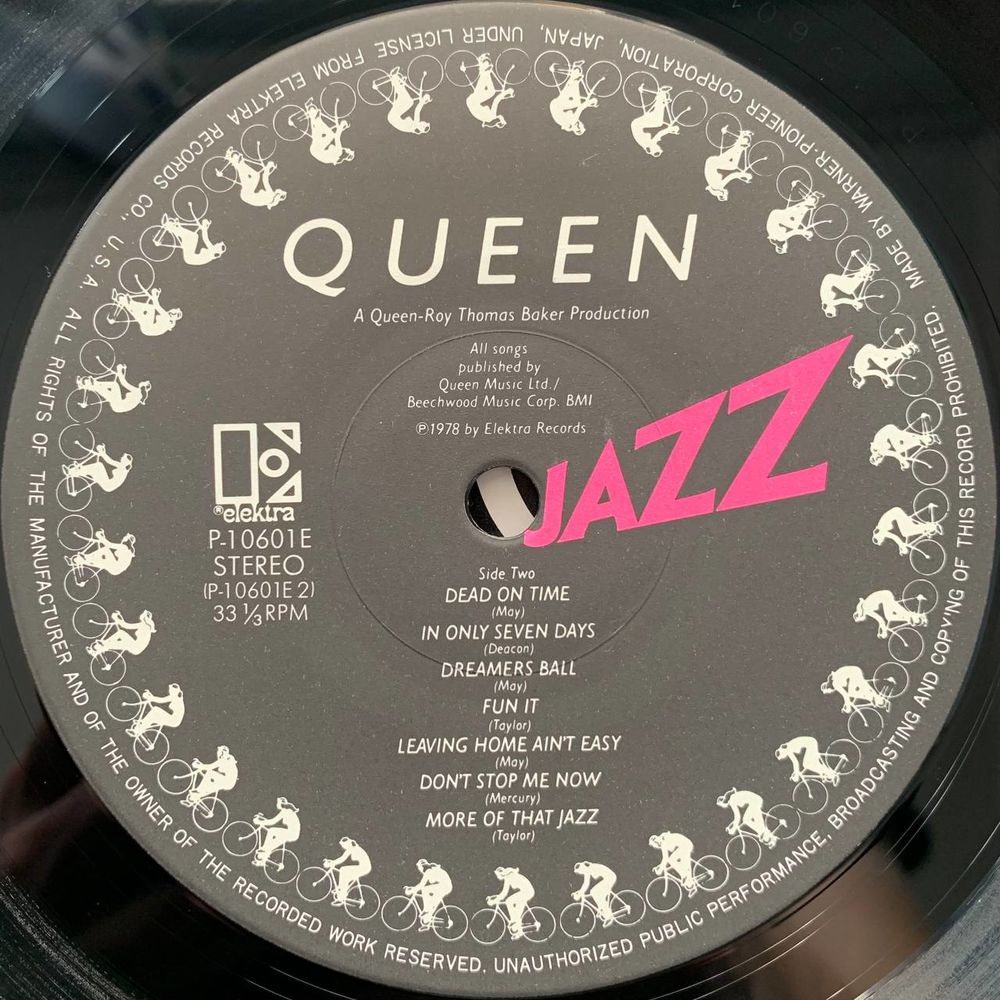 QUEEN
A Queen-Roy Thomas Baker Production
All songs
published by
Queen Music Ltd./
Beechwood Music Corp. BMI
℗1978 by Elektra Records
JAZZ
®elektra
P-10601E
STEREO
(P-10601E2)
33 ⅓ RPM
Side Two
DEAD ON TIME
(May)
IN ONLY SEVEN DAYS
(Deacon)
DREAMERS BALL
(May)
FUN IT
(Taylor)
LEAVING HOME AIN'T EASY
(May)
DON'T STOP ME NOW
(Mercury)
MORE OF THAT JAZZ
(Taylor)
ALL RIGHTS OF THE MANUFACTURER AND OF THE OWNER OF THE RECORDED WORK RESERVED. UNAUTHORIZED PUBLIC PERFORMANCE, BROADCASTING AND COPYING OF THIS RECORD PROHIBITED. MADE BY WARNER-PIONEER CORPORATION, JAPAN, UNDER LICENSE FROM ELEKTRA RECORDS CO., U.S.A.